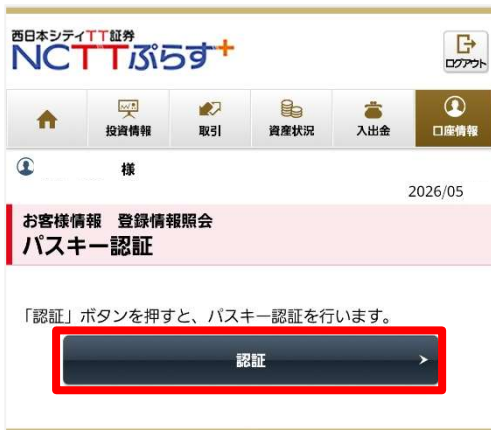 西日本シティTT証券
NCTTぷらす+
ログアウト
投資情報
取引
資産状況
入出金
口座情報
様
2026/05
お客様情報 登録情報照会
パスキー認証
「認証」ボタンを押すと、パスキー認証を行います。
認証